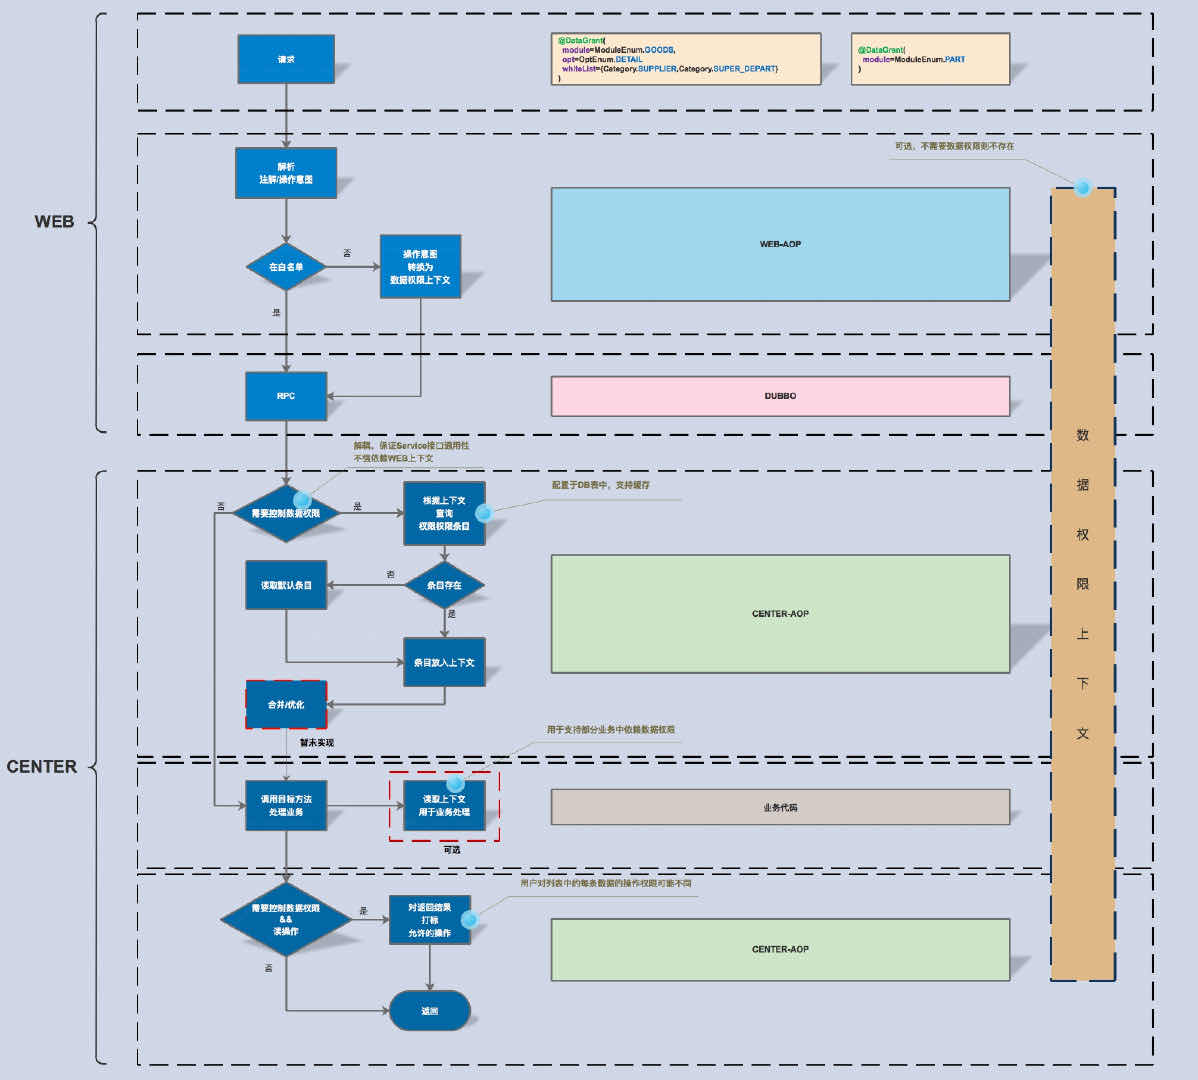 请求
@DataGrant(
module=ModuleEnum.GOODS,
opt=OptEnum.DETAIL
whiteList={Category.SUPPLIER,Category.SUPER_DEPART}
)
@DataGrant(
module=ModuleEnum.PART
)
WEB
解析
注解/操作意图
可选，不需要数据权限则不存在
在白名单
否
操作意图
转换为
数据权限上下文
是
WEB-AOP
RPC
DUBBO
解耦，保证Service接口通用性
不强依赖WEB上下文
CENTER
否
需要控制数据权限
是
根据上下文
查询
权限权限条目
配置于DB表中，支持缓存
读取默认条目
否
条目存在
是
条目放入上下文
CENTER-AOP
合并/优化
暂未实现
用于支持部分业务中依赖数据权限
调用目标方法
处理业务
读取上下文
用于业务处理
可选
业务代码
需要控制数据权限
&&
读操作
是
否
对返回结果
打标
允许的操作
用户对列表中的每条数据的操作权限可能不同
CENTER-AOP
返回
数
据
权
限
上
下
文